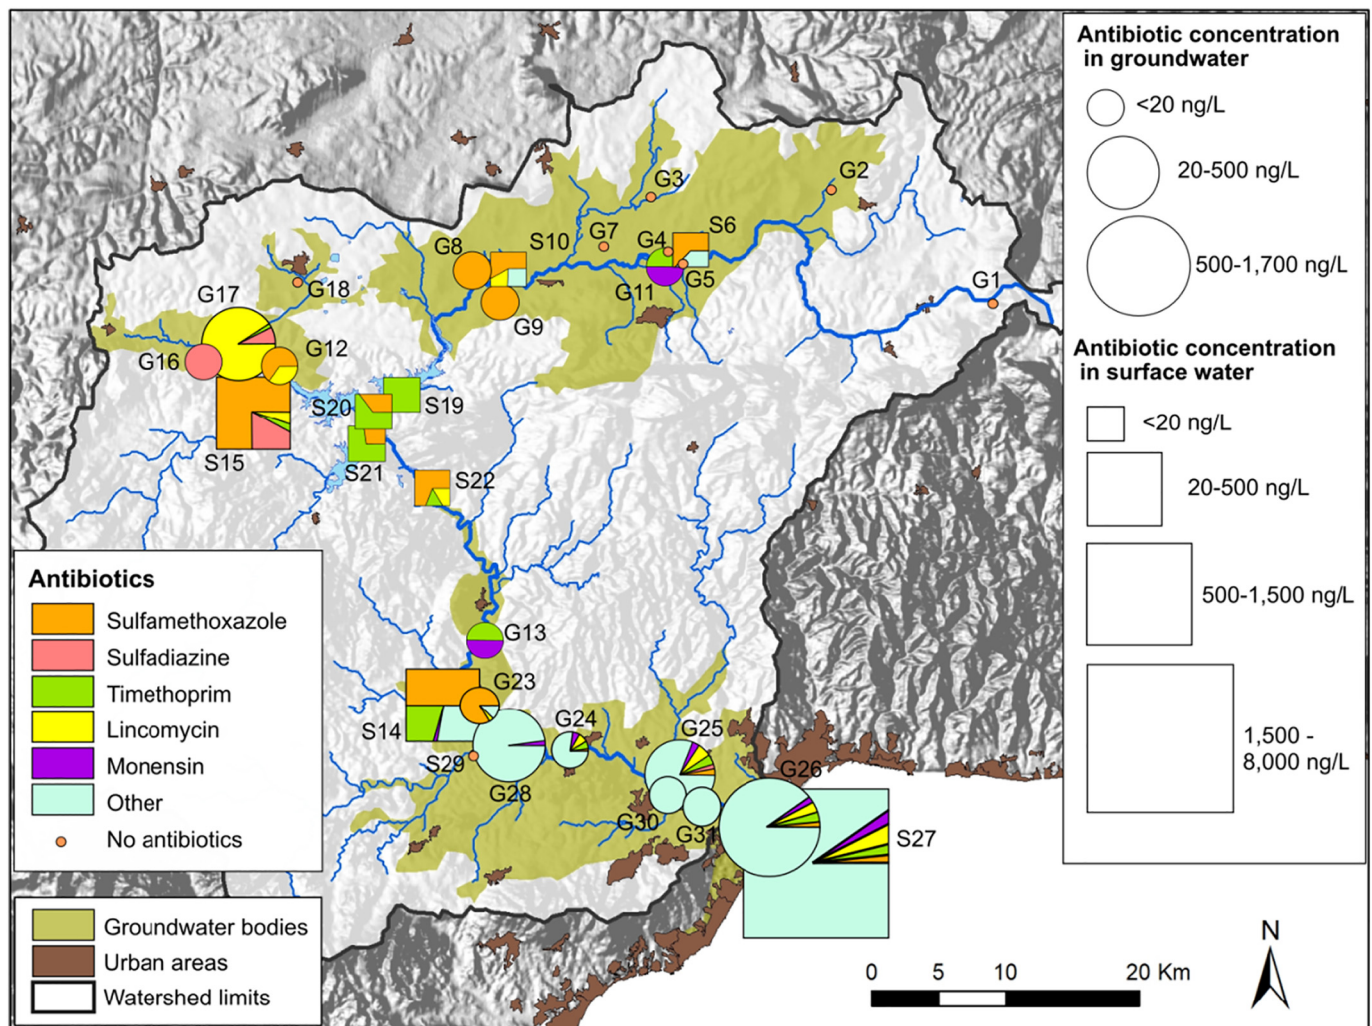 Antibiotic concentration
in groundwater
<20 ng/L
20-500 ng/L
500-1,700 ng/L
Antibiotic concentration
in surface water
<20 ng/L
20-500 ng/L
500-1,500 ng/L
1,500 -
8,000 ng/L
G3
G2
G8
S10
G7
G4
S6
G5
G11
G1
G9
G17
G18
G16
G12
S20
S19
S15
S21
S22
G13
G23
S14
G24
G25
S29
G28
G26
G30
G31
S27
Antibiotics
Sulfamethoxazole
Sulfadiazine
Timethoprim
Lincomycin
Monensin
Other
No antibiotics
Groundwater bodies
Urban areas
Watershed limits
N
0 5 10 20 Km